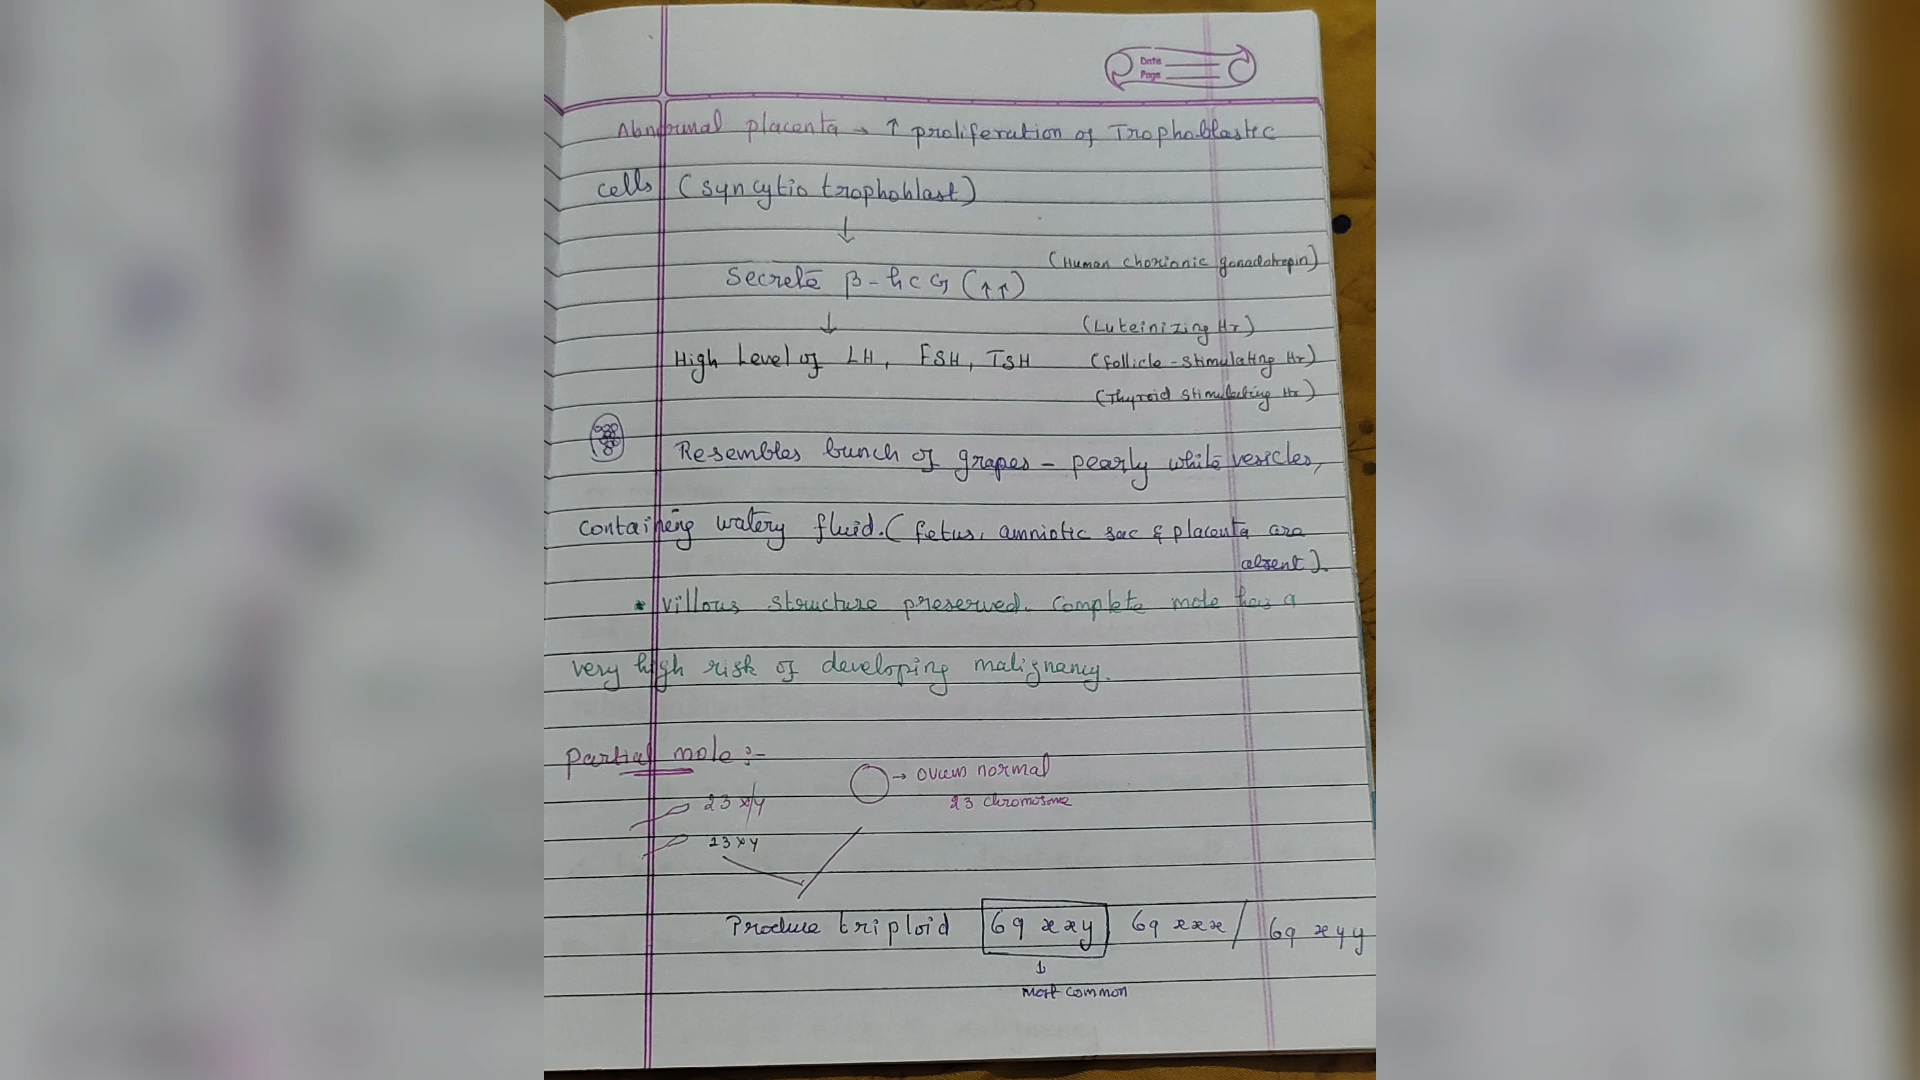 Date
Page
Abnormal placenta → ↑ proliferation of Trophoblastic
cells (syncytio trophoblast)
↓
(Human chorionic gonadotropin)
Secrete β-hCG (↑↑)
↓
(Luteinizing Hr)
High Level of LH, FSH, TSH (Follicle-stimulating Hr)
(Thyroid stimulating Hr)
Resembles bunch of grapes - pearly white vesicles,
containing watery fluid. (fetus, amniotic sac & placenta are
absent).
* villous structure preserved. Complete mole has a
very high risk of developing malignancy.
Partial mole :-
→ ovum normal
23 x/y
23 chromosome
23 x y
Produce triploid 69 xxy 69 xxx / 69 xyy
↓
most common